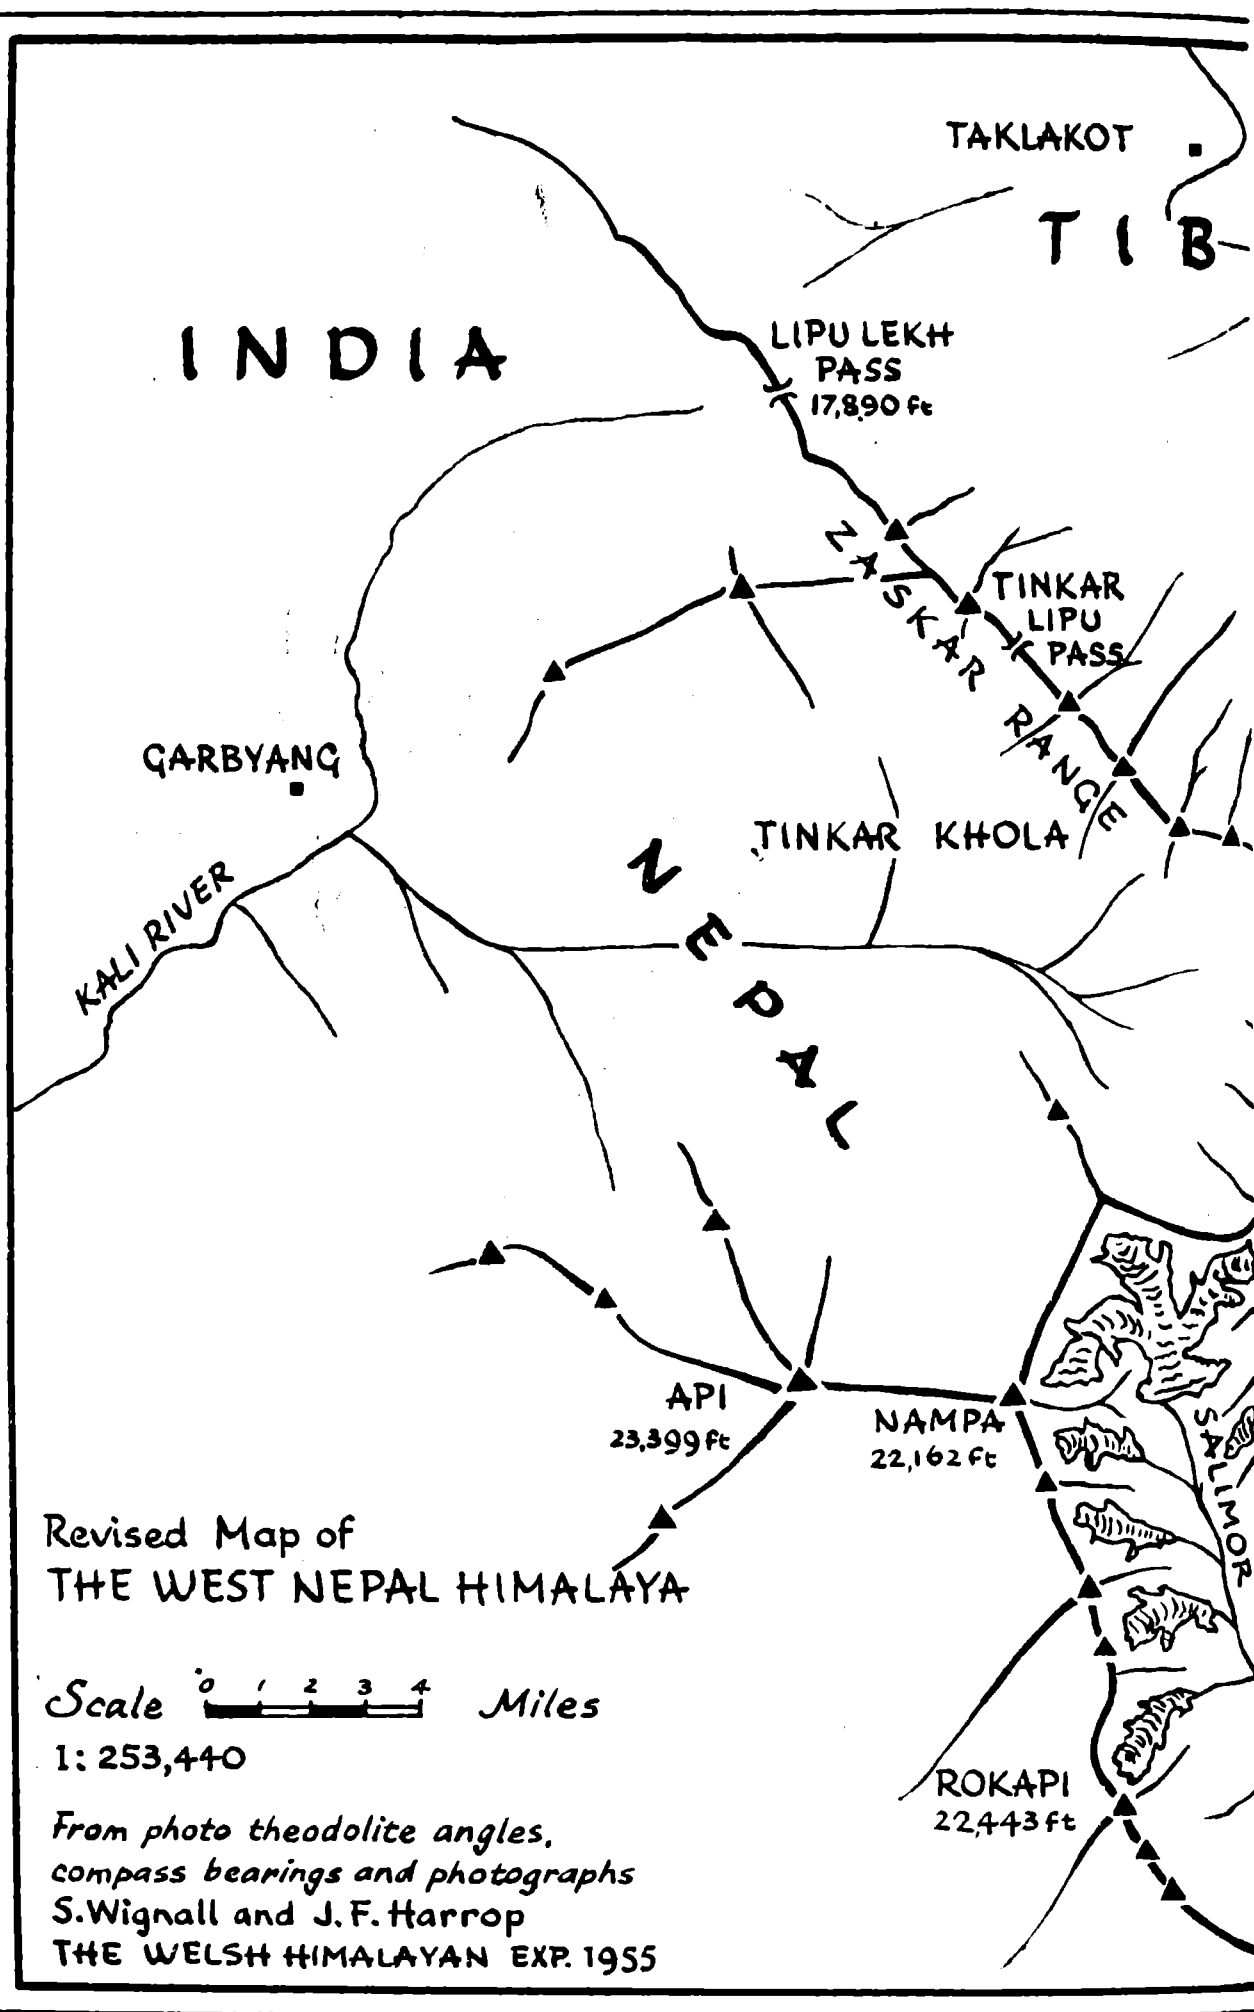 TAKLAKOT
TIB
INDIA
LIPU LEKH
PASS
17,890 ft
ZASKAR RANGE
TINKAR
LIPU
PASS
GARBYANG
TINKAR KHOLA
NEPAL
KALI RIVER
API
23,399 ft
NAMPA
22,162 ft
SALIMOR
Revised Map of
THE WEST NEPAL HIMALAYA
Scale 0 1 2 3 4 Miles
1: 253,440
ROKAPI
22,443 ft
From photo theodolite angles,
compass bearings and photographs
S. Wignall and J. F. Harrop
THE WELSH HIMALAYAN EXP. 1955